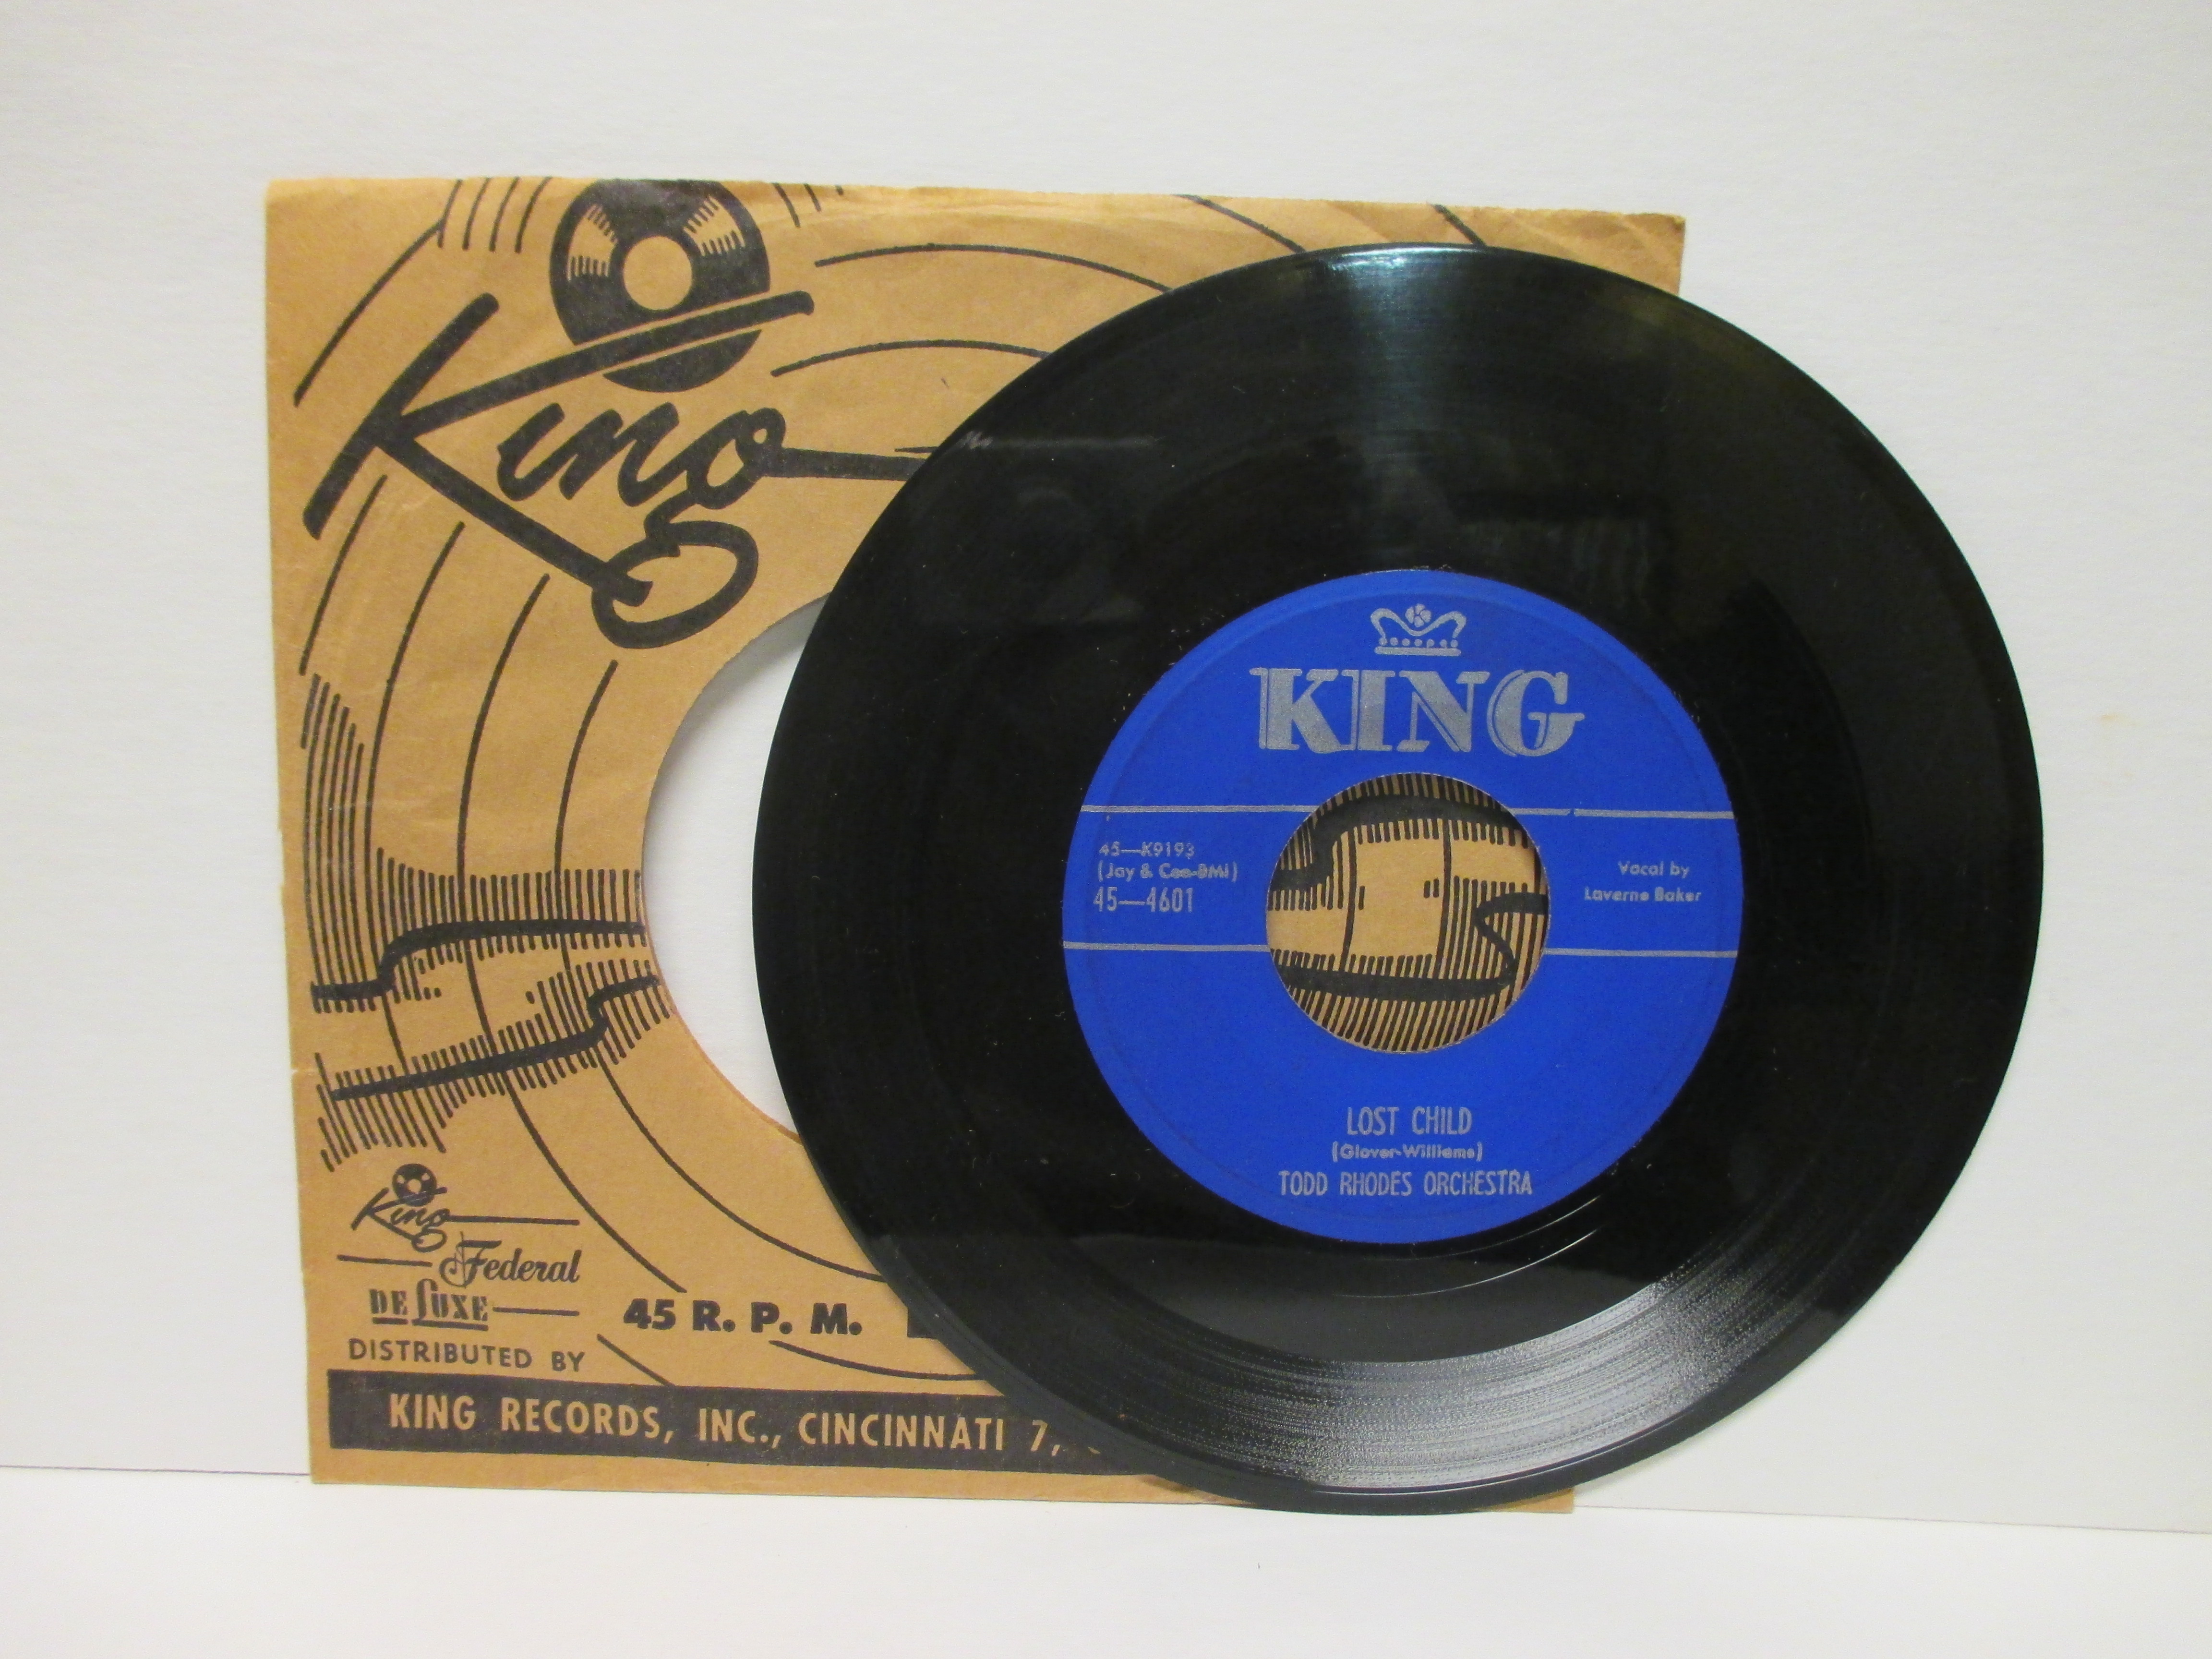 King
King
Federal
DE LUXE
DISTRIBUTED BY
45 R. P. M.
KING RECORDS, INC., CINCINNATI 7,
KING
45—K9193
(Jay & Cee-BMI)
45—4601
Vocal by
Laverne Baker
LOST CHILD
(Glover-Williams)
TODD RHODES ORCHESTRA